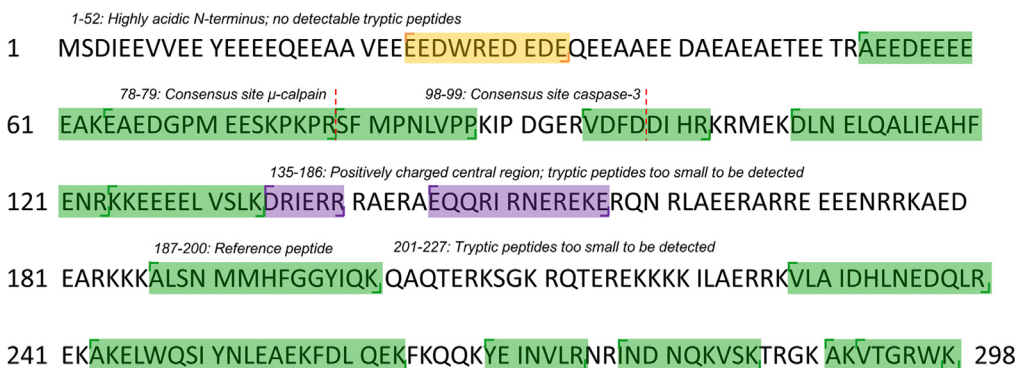 1-52: Highly acidic N-terminus; no detectable tryptic peptides
1 MSDIEEVVEE YEEEEQEEAA VEEEEDWRED EDEQEEAAEE DAEAEAETEE TRAEEDEEEE
78-79: Consensus site µ-calpain 98-99: Consensus site caspase-3
61 EAKEAEDGPM EESKPKPRSF MPNLVPPKIP DGERVDFDDI HRKRMEKDLN ELQALIEAHF
135-186: Positively charged central region; tryptic peptides too small to be detected
121 ENRKKEEEEL VSLKDRIERR RAERAEQQRI RNEREKERQN RLAEERARRE EEENRRKAED
187-200: Reference peptide 201-227: Tryptic peptides too small to be detected
181 EARKKKALSN MMHFGGYIQK QAQTERKSGK RQTEREKKKK ILAERRKVLA IDHLNEDQLR
241 EKAKELWQSI YNLEAEKFDL QEKFKQQKYE INVLRNRIND NQKVSKTRGK AKVTGRWK 298